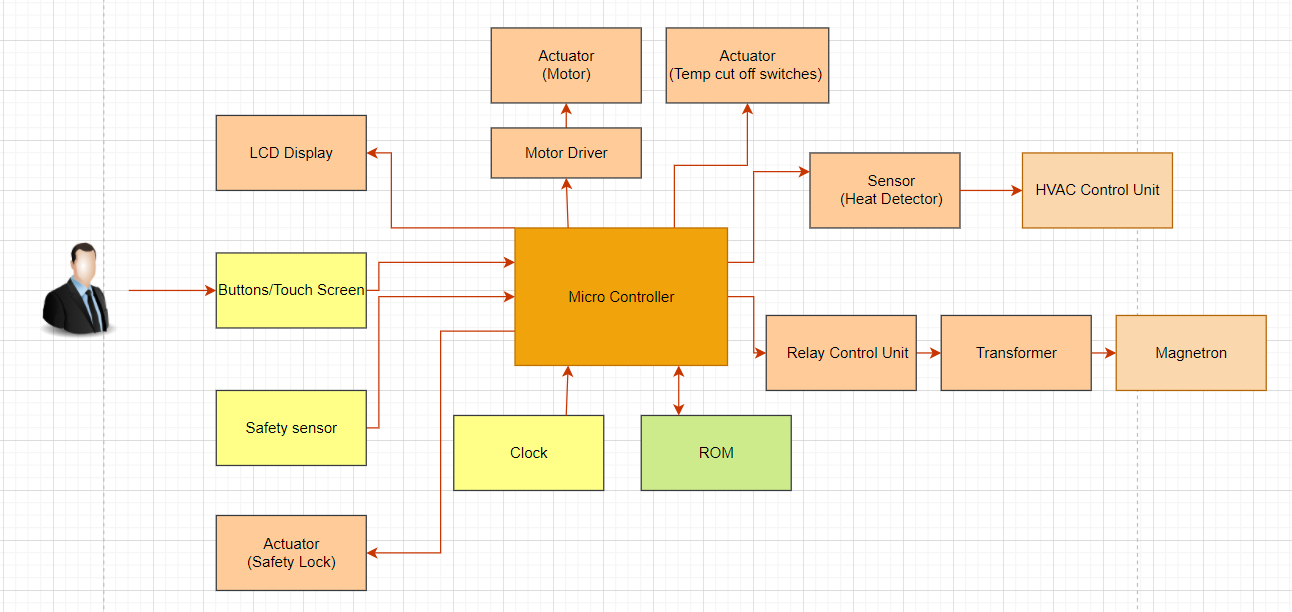 Actuator
(Motor)
Actuator
(Temp cut off switches)
LCD Display
Motor Driver
Sensor
(Heat Detector)
HVAC Control Unit
Buttons/Touch Screen
Micro Controller
Relay Control Unit
Transformer
Magnetron
Safety sensor
Clock
ROM
Actuator
(Safety Lock)